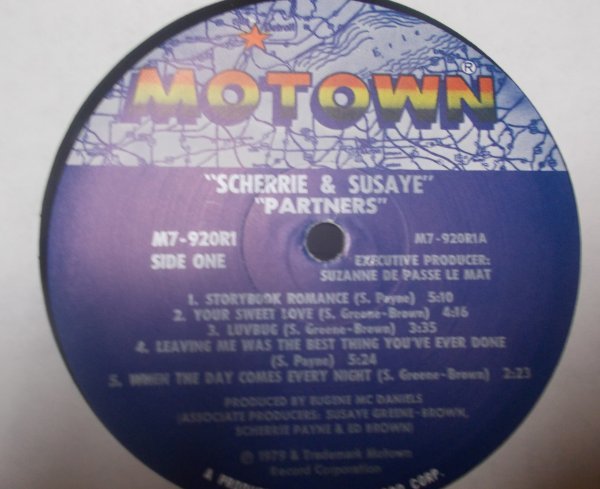 Detroit
MOTOWN®
"SCHERRIE & SUSAYE"
"PARTNERS"
M7-920R1 M7-920R1A
SIDE ONE EXECUTIVE PRODUCER:
SUZANNE DE PASSE LE MAT
1. STORYBOOK ROMANCE (S. Payne) 5:10
2. YOUR SWEET LOVE (S. Greene-Brown) 4:16
3. LUVBUG (S. Greene-Brown) 3:35
4. LEAVING ME WAS THE BEST THING YOU'VE EVER DONE
(S. Payne) 5:24
5. WHEN THE DAY COMES EVERY NIGHT (S. Greene-Brown) 2:23
PRODUCED BY EUGENE MC DANIELS
(ASSOCIATE PRODUCERS: SUSAYE GREENE-BROWN,
SCHERRIE PAYNE & ED BROWN)
© 1979 & Trademark Motown
Record Corporation
A CORP.